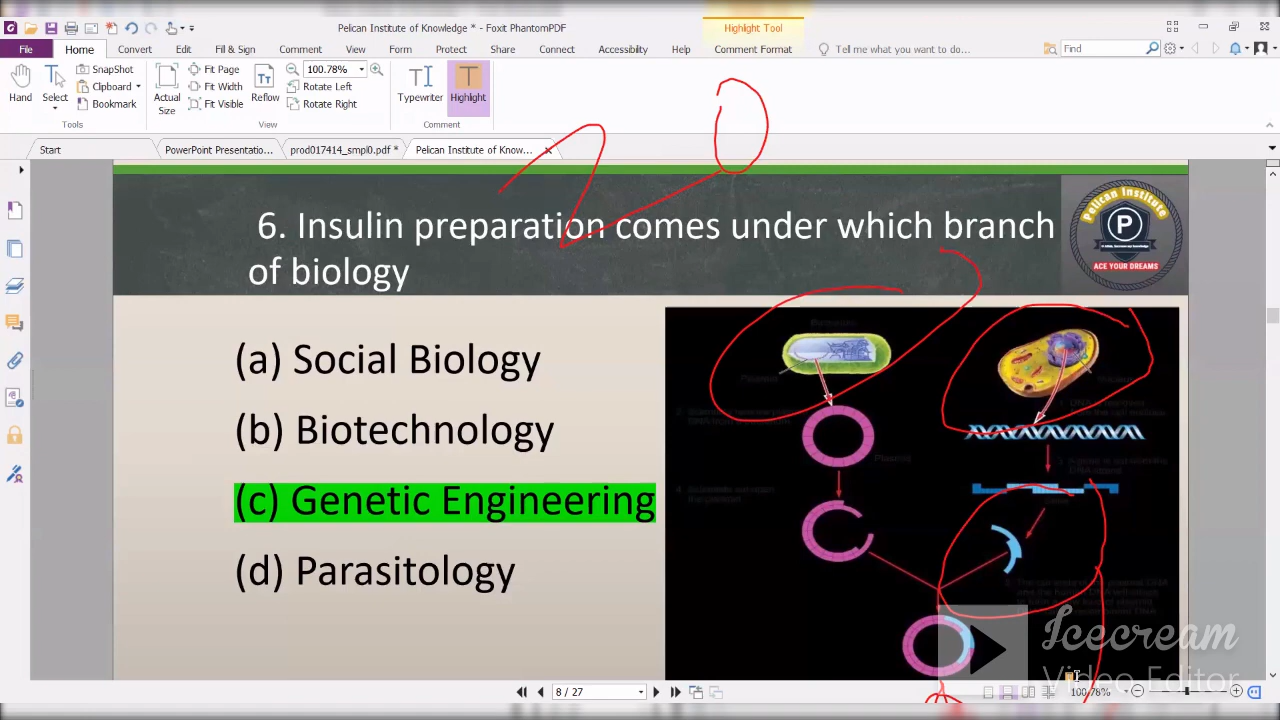 Pelican Institute of Knowledge * - Foxit PhantomPDF
Highlight Tool
File Home Convert Edit Fill & Sign Comment View Form Protect Share Connect Accessibility Help Comment Format Tell me what you want to do... Find
Hand
Select
SnapShot
Clipboard
Bookmark
Tools
Actual Size
Fit Page
Fit Width
Fit Visible
Reflow
100.78%
Rotate Left
Rotate Right
View
Typewriter
Highlight
Comment
Start PowerPoint Presentatio... prod017414_smpl0.pdf * Pelican Institute of Know...
6. Insulin preparation comes under which branch
of biology
Pelican Institute
P
ACE YOUR DREAMS
(a) Social Biology
(b) Biotechnology
(c) Genetic Engineering
(d) Parasitology
Plasmid
Icecream
Video Editor
8 / 27
100.78%